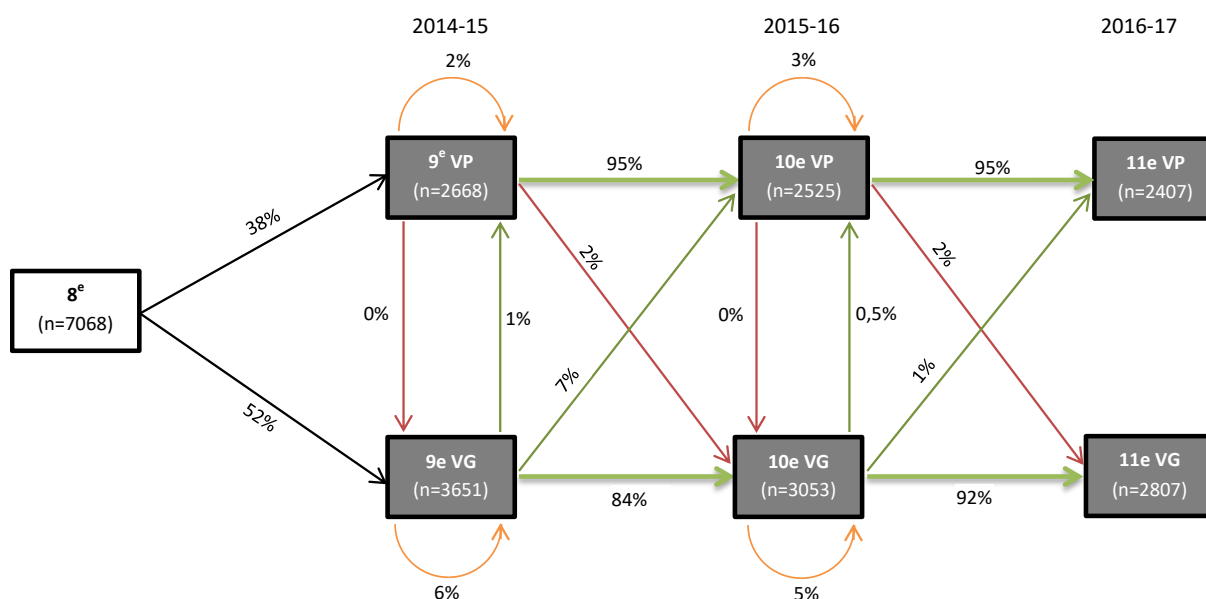 2014-15
2015-16
2016-17
2%
3%
9e VP
(n=2668)
95%
10e VP
(n=2525)
95%
11e VP
(n=2407)
38%
2%
2%
8e
(n=7068)
0%
1%
0%
0,5%
7%
1%
52%
9e VG
(n=3651)
84%
10e VG
(n=3053)
92%
11e VG
(n=2807)
6%
5%